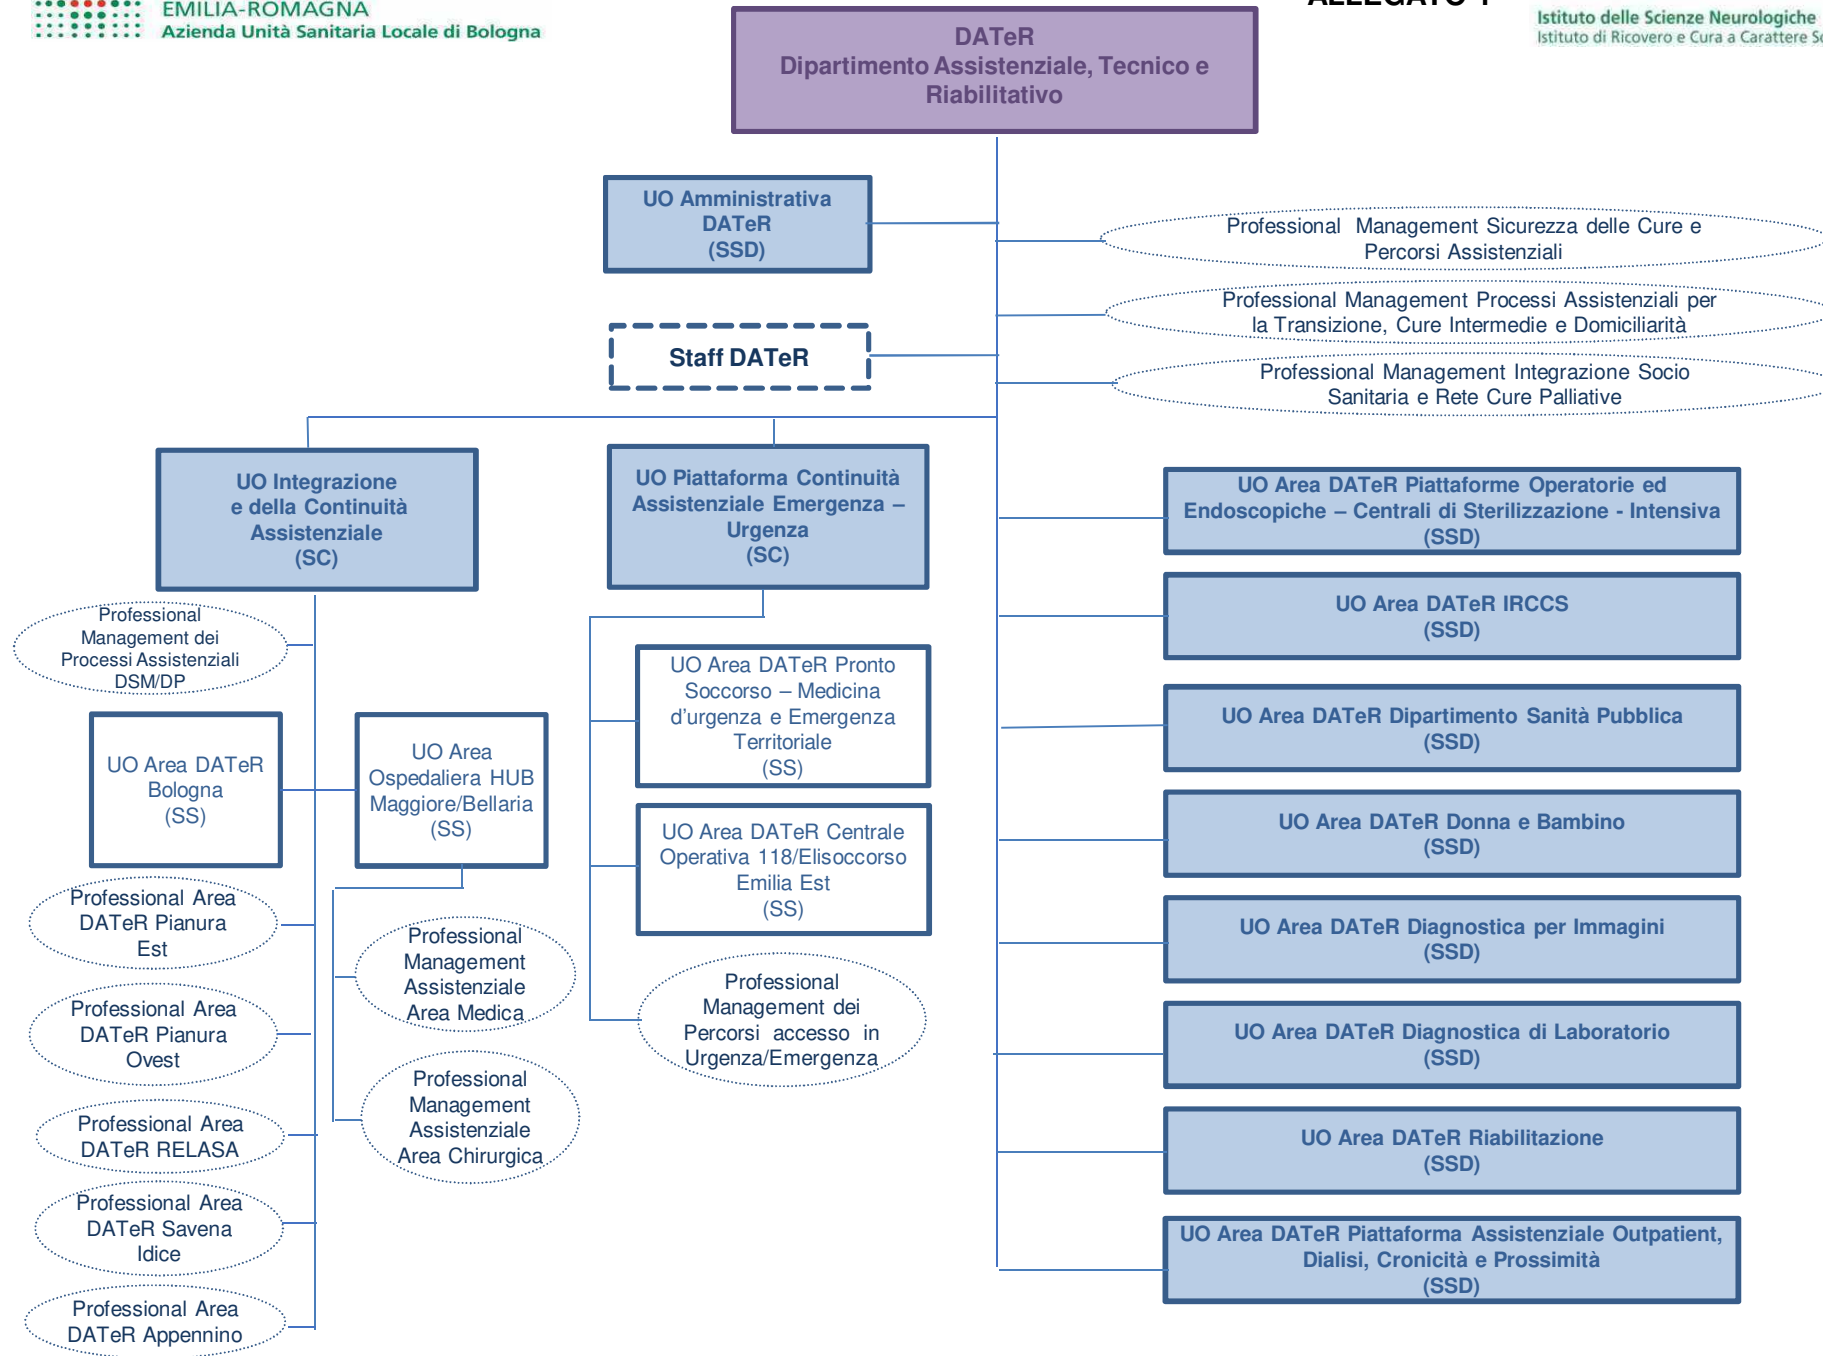 EMILIA-ROMAGNA
Azienda Unità Sanitaria Locale di Bologna
Istituto delle Scienze Neurologiche
Istituto di Ricovero e Cura a Carattere
DATeR
Dipartimento Assistenziale, Tecnico e
Riabilitativo
UO Amministrativa
DATeR
(SSD)
Professional Management Sicurezza delle Cure e
Percorsi Assistenziali
Professional Management Processi Assistenziali per
la Transizione, Cure Intermedie e Domiciliarità
Staff DATeR
Professional Management Integrazione Socio
Sanitaria e Rete Cure Palliative
UO Integrazione
e della Continuità
Assistenziale
(SC)
Professional
Management dei
Processi Assistenziali
DSM/DP
UO Area DATeR
Bologna
(SS)
UO Area
Ospedaliera HUB
Maggiore/Bellaria
(SS)
Professional Area
DATeR Pianura
Est
Professional Area
DATeR Pianura
Ovest
Professional Area
DATeR RELASA
Professional Area
DATeR Savena
Idice
Professional Area
DATeR Appennino
Professional
Management
Assistenziale
Area Medica
Professional
Management
Assistenziale
Area Chirurgica
UO Piattaforma Continuità
Assistenziale Emergenza –
Urgenza
(SC)
UO Area DATeR Pronto
Soccorso – Medicina
d'urgenza e Emergenza
Territoriale
(SS)
UO Area DATeR Centrale
Operativa 118/Elisoccorso
Emilia Est
(SS)
Professional
Management dei
Percorsi accesso in
Urgenza/Emergenza
UO Area DATeR Piattaforme Operatorie ed
Endoscopiche – Centrali di Sterilizzazione - Intensiva
(SSD)
UO Area DATeR IRCCS
(SSD)
UO Area DATeR Dipartimento Sanità Pubblica
(SSD)
UO Area DATeR Donna e Bambino
(SSD)
UO Area DATeR Diagnostica per Immagini
(SSD)
UO Area DATeR Diagnostica di Laboratorio
(SSD)
UO Area DATeR Riabilitazione
(SSD)
UO Area DATeR Piattaforma Assistenziale Outpatient,
Dialisi, Cronicità e Prossimità
(SSD)